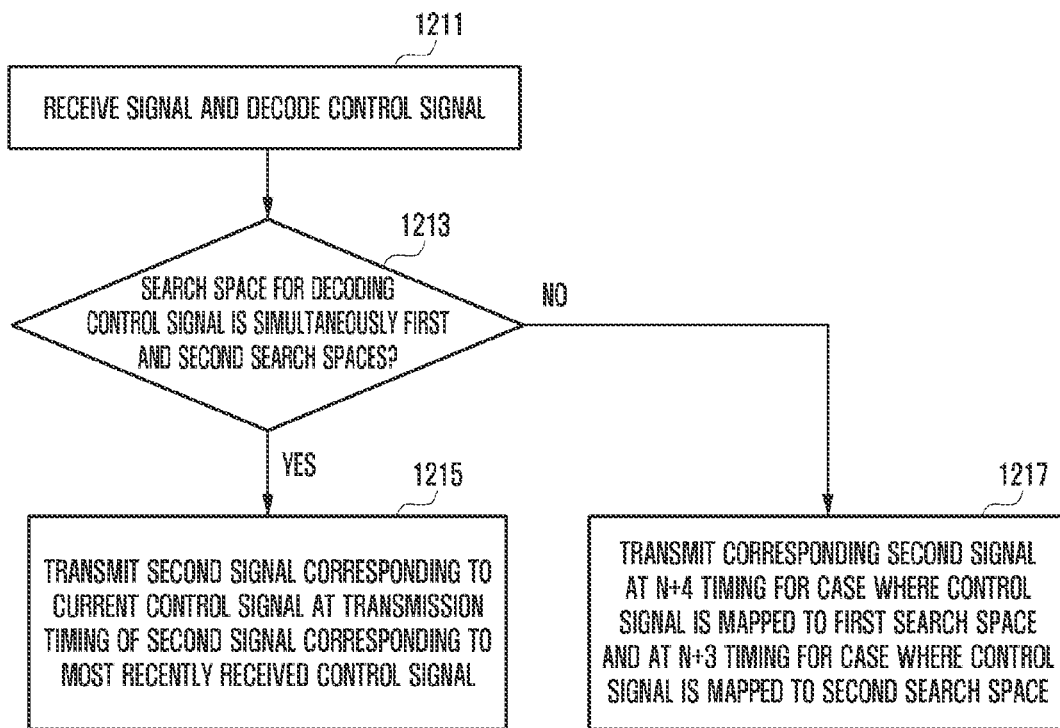 1211
RECEIVE SIGNAL AND DECODE CONTROL SIGNAL
1213
SEARCH SPACE FOR DECODING
CONTROL SIGNAL IS SIMULTANEOUSLY FIRST
AND SECOND SEARCH SPACES?
NO
YES
1215
TRANSMIT SECOND SIGNAL CORRESPONDING TO
CURRENT CONTROL SIGNAL AT TRANSMISSION
TIMING OF SECOND SIGNAL CORRESPONDING TO
MOST RECENTLY RECEIVED CONTROL SIGNAL
1217
TRANSMIT CORRESPONDING SECOND SIGNAL
AT N+4 TIMING FOR CASE WHERE CONTROL
SIGNAL IS MAPPED TO FIRST SEARCH SPACE
AND AT N+3 TIMING FOR CASE WHERE CONTROL
SIGNAL IS MAPPED TO SECOND SEARCH SPACE